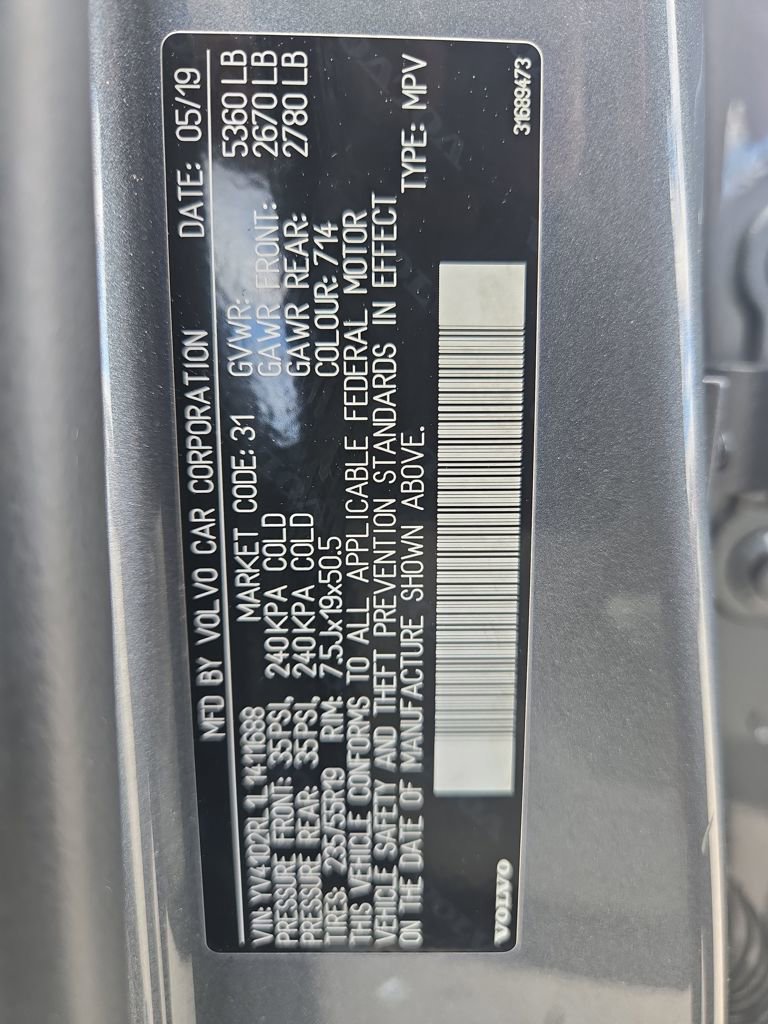 MFD BY VOLVO CAR CORPORATION DATE: 05/19
VIN: YV4102RL1L1411688 MARKET CODE: 31 GVWR: 5360 LB
PRESSURE FRONT: 35PSI, 240KPA COLD GAWR FRONT: 2670 LB
PRESSURE REAR: 35PSI, 240KPA COLD GAWR REAR: 2780 LB
TIRES: 235/55R19 RIM: 7.5Jx19x50.5 COLOUR: 714
THIS VEHICLE CONFORMS TO ALL APPLICABLE FEDERAL MOTOR
VEHICLE SAFETY AND THEFT PREVENTION STANDARDS IN EFFECT
ON THE DATE OF MANUFACTURE SHOWN ABOVE. TYPE: MPV
VOLVO
31689473